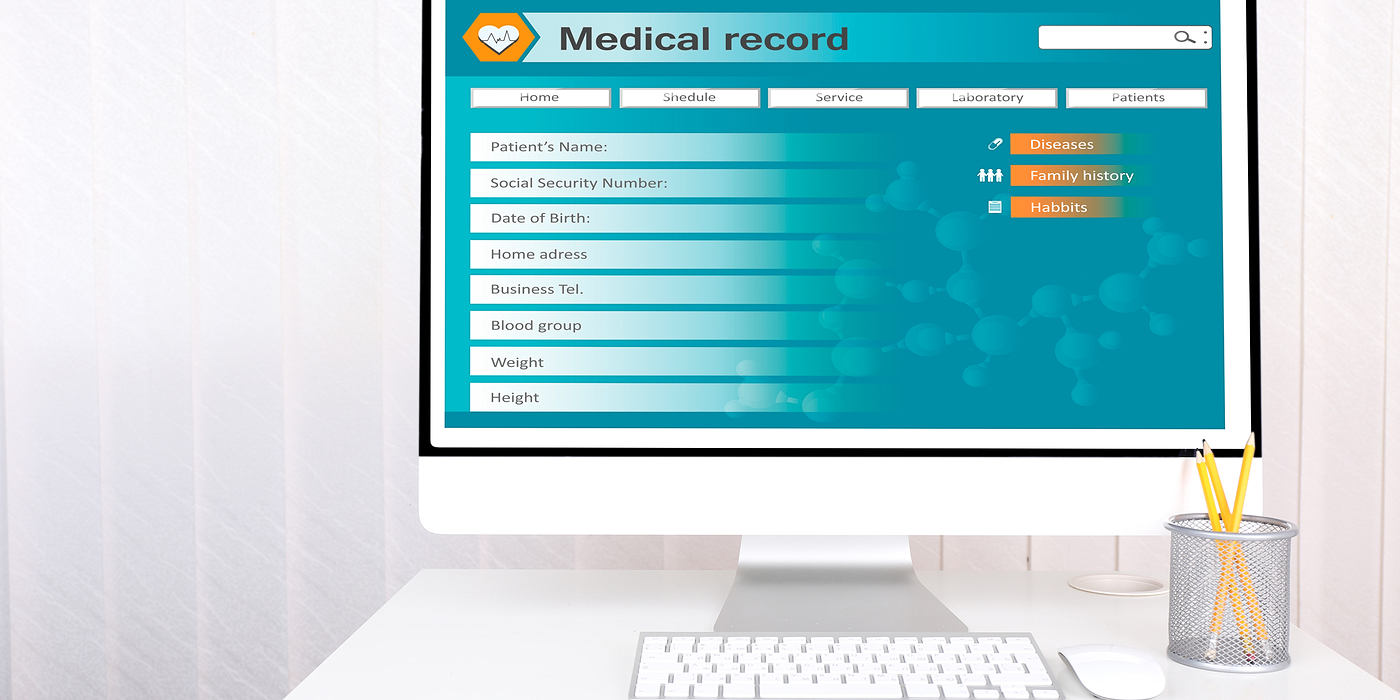 Medical record
Home
Shedule
Service
Laboratory
Patients
Patient's Name:
Social Security Number:
Date of Birth:
Home adress
Business Tel.
Blood group
Weight
Height
Diseases
Family history
Habbits